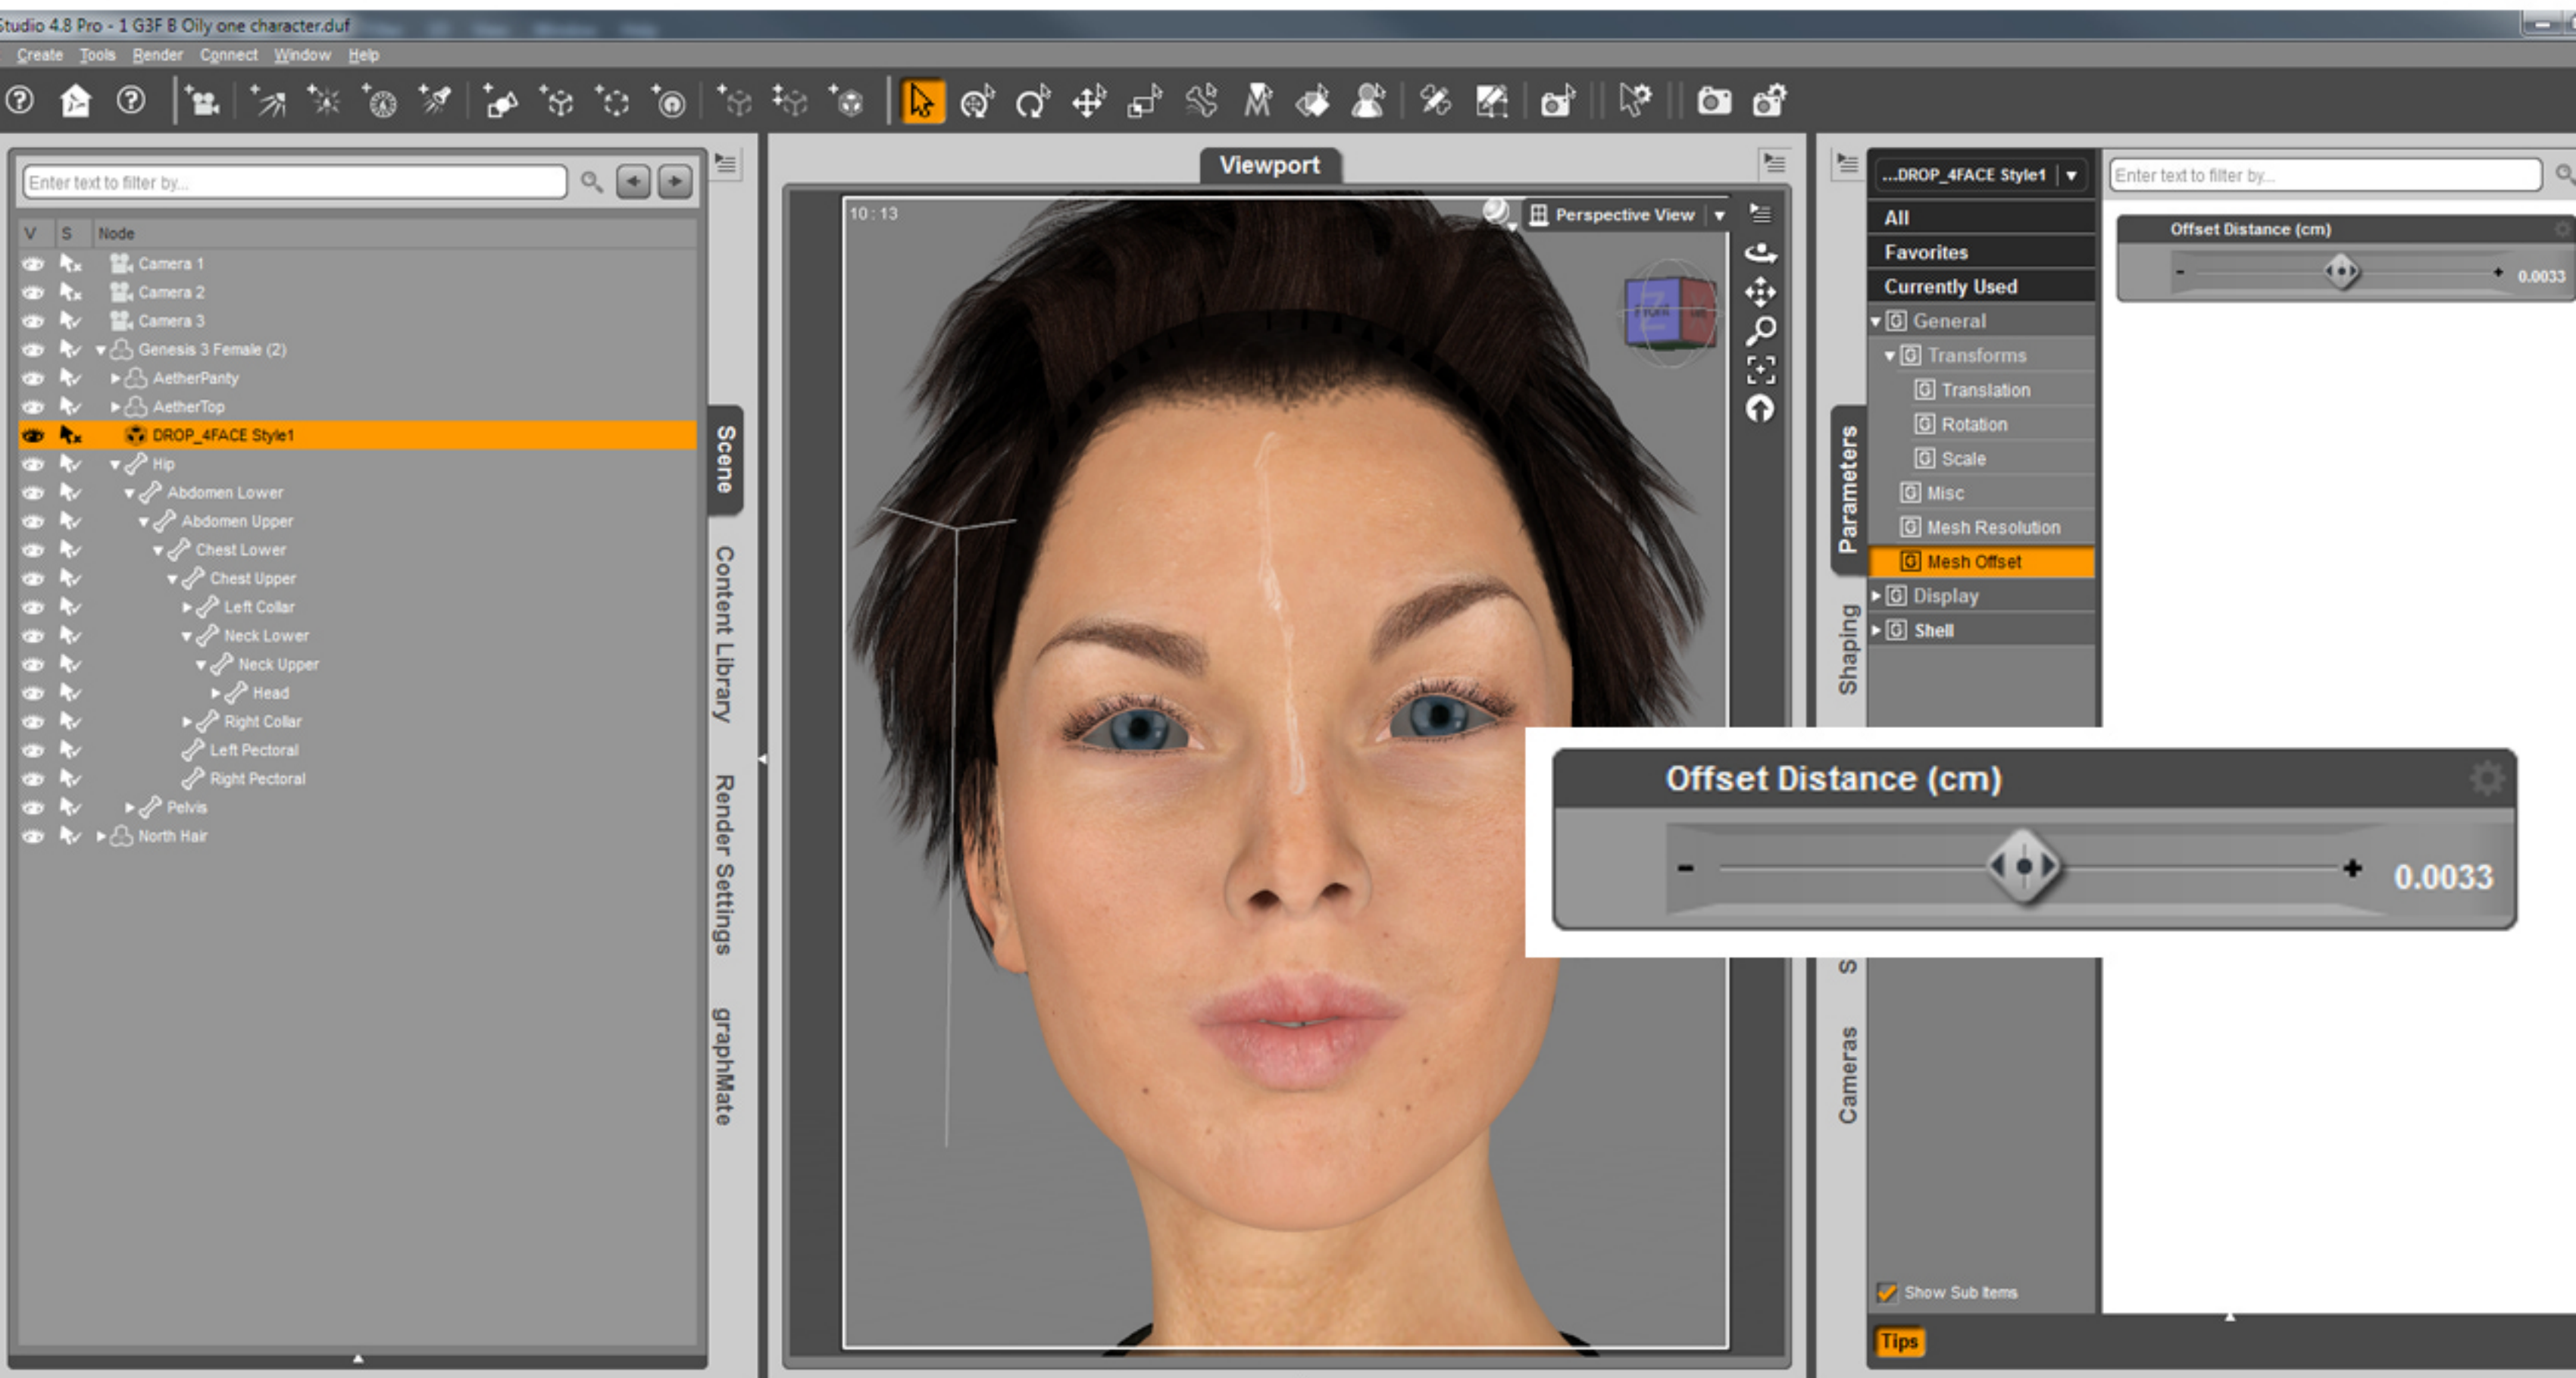 Studio 4.8 Pro - 1 G3F B Oily one character.duf
Create Tools Render Connect Window Help
Enter text to filter by...
V S Node
Camera 1
Camera 2
Camera 3
Genesis 3 Female (2)
AetherPanty
AetherTop
DROP_4FACE Style1
Hip
Abdomen Lower
Abdomen Upper
Chest Lower
Chest Upper
Left Collar
Neck Lower
Neck Upper
Head
Right Collar
Left Pectoral
Right Pectoral
Pelvis
North Hair
Scene
Content Library
Render Settings
graphMate
Viewport
10 : 13
Perspective View
Parameters
Shaping
S
Cameras
...DROP_4FACE Style1
All
Favorites
Currently Used
General
Transforms
Translation
Rotation
Scale
Misc
Mesh Resolution
Mesh Offset
Display
Shell
Show Sub Items
Tips
Enter text to filter by...
Offset Distance (cm)
- + 0.0033
Offset Distance (cm)
- + 0.0033